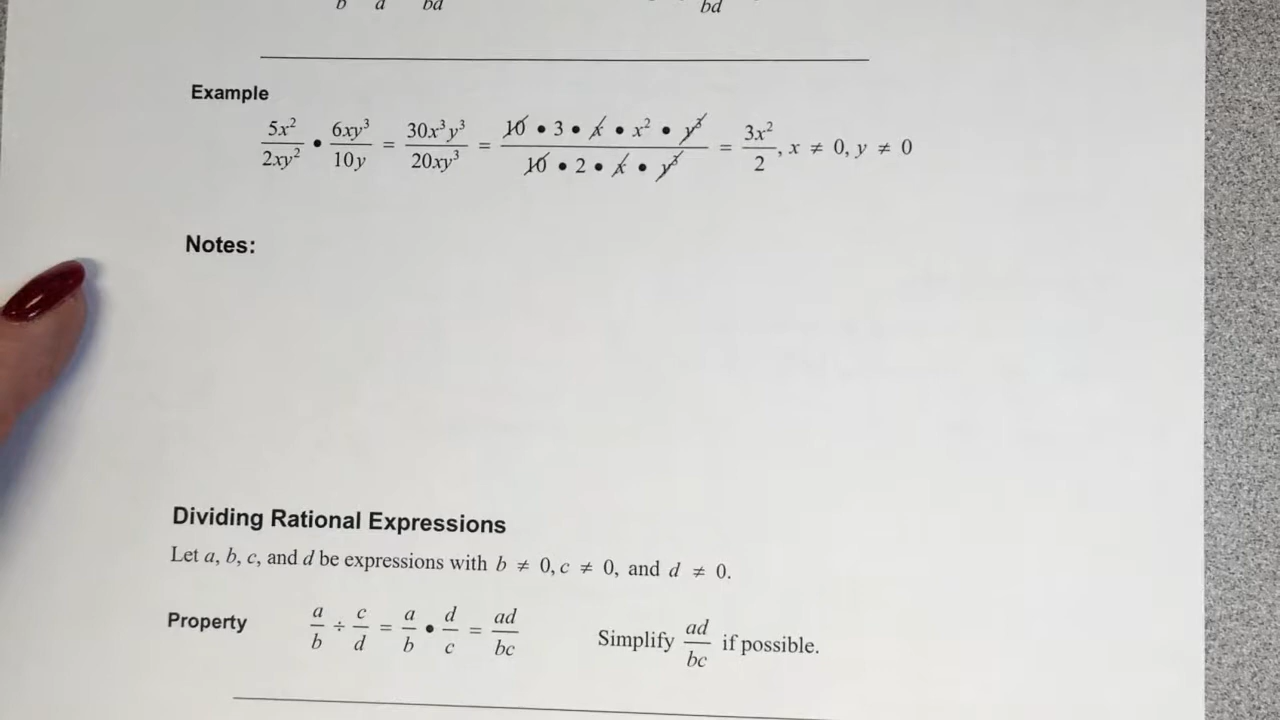 b d bd bd
Example
5x²/2xy² • 6xy³/10y = 30x³y³/20xy³ = 10 • 3 • x • x² • y³/10 • 2 • x • y³ = 3x²/2, x ≠ 0, y ≠ 0
Notes:
Dividing Rational Expressions
Let a, b, c, and d be expressions with b ≠ 0, c ≠ 0, and d ≠ 0.
Property a/b ÷ c/d = a/b • d/c = ad/bc Simplify ad/bc if possible.